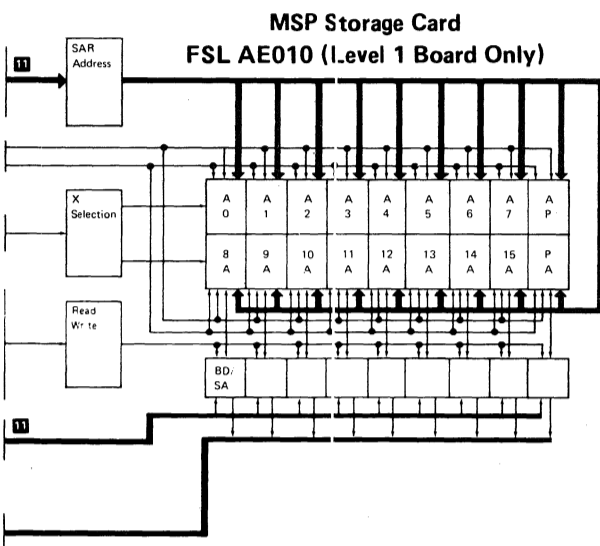 MSP Storage Card
FSL AE010 (Level 1 Board Only)
11
SAR
Address
X
Selection
A A A A A A A A A
0 1 2 3 4 5 6 7 P
8 9 10 11 12 13 14 15 P
A A A A A A A A A
Read
Write
BD/
SA
11